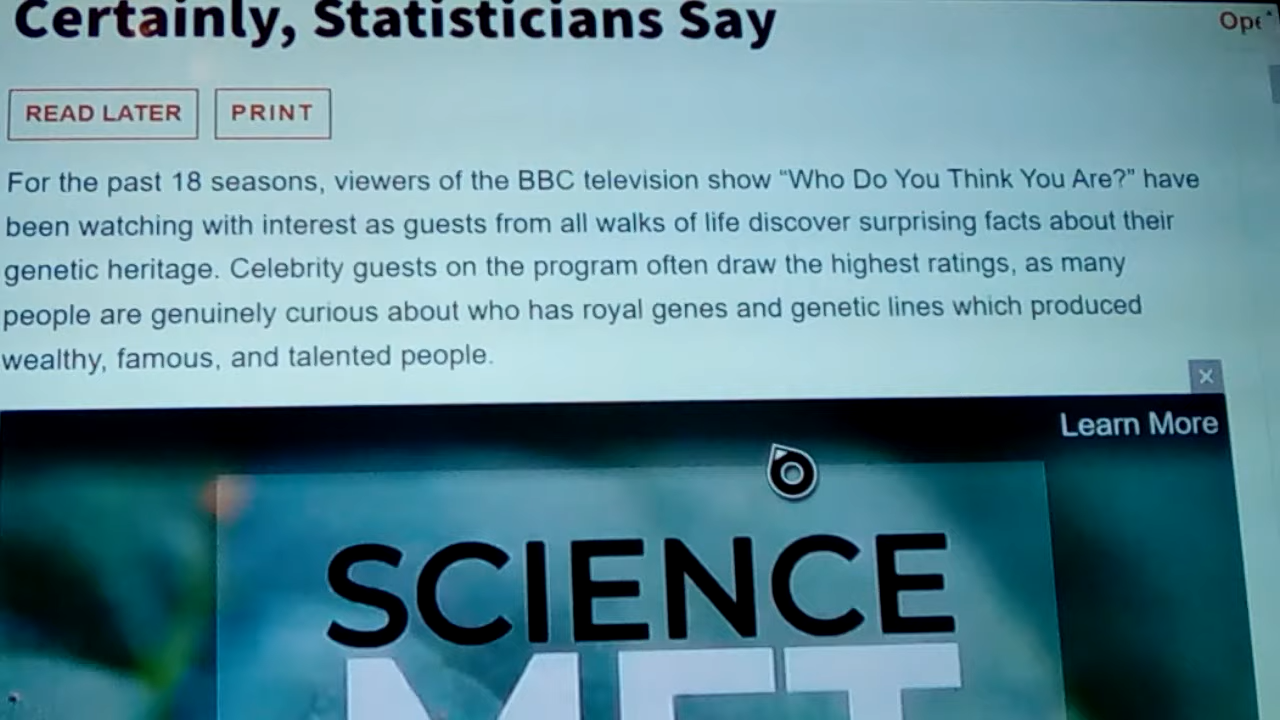 Certainly, Statisticians Say
READ LATER PRINT
For the past 18 seasons, viewers of the BBC television show “Who Do You Think You Are?” have
been watching with interest as guests from all walks of life discover surprising facts about their
genetic heritage. Celebrity guests on the program often draw the highest ratings, as many
people are genuinely curious about who has royal genes and genetic lines which produced
wealthy, famous, and talented people.
Learn More
SCIENCE